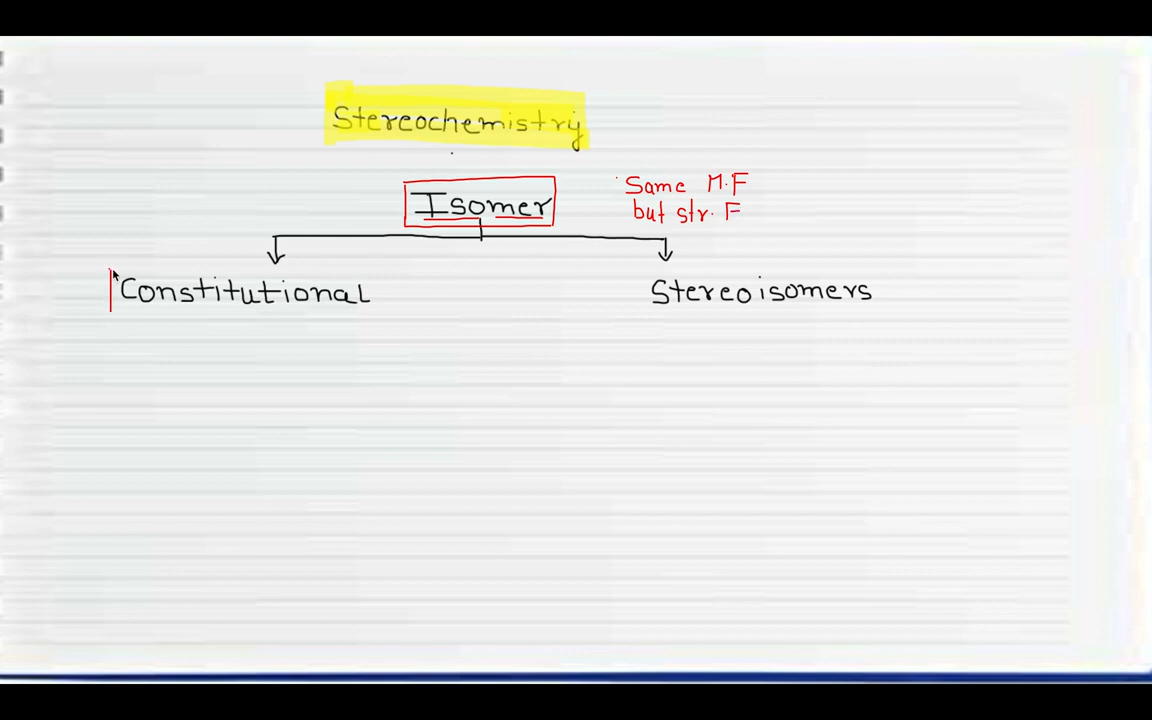 Stereochemistry
Isomer
Same M.F
but str. F
Constitutional
Stereoisomers